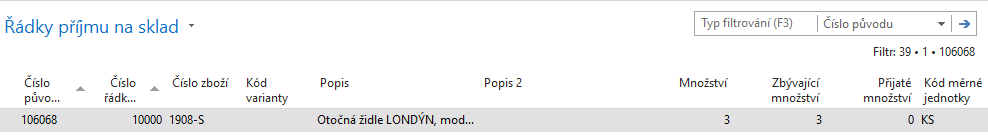 Řádky příjmu na sklad
Typ filtrování (F3) Číslo původu
Filtr: 39 • 1 • 106068
Číslo půvo... Číslo řádk... Číslo zboží Kód varianty Popis Popis 2 Množství Zbývající množství Přijaté množství Kód měrné jednotky
106068 10000 1908-S Otočná židle LONDÝN, mod... 3 3 0 KS